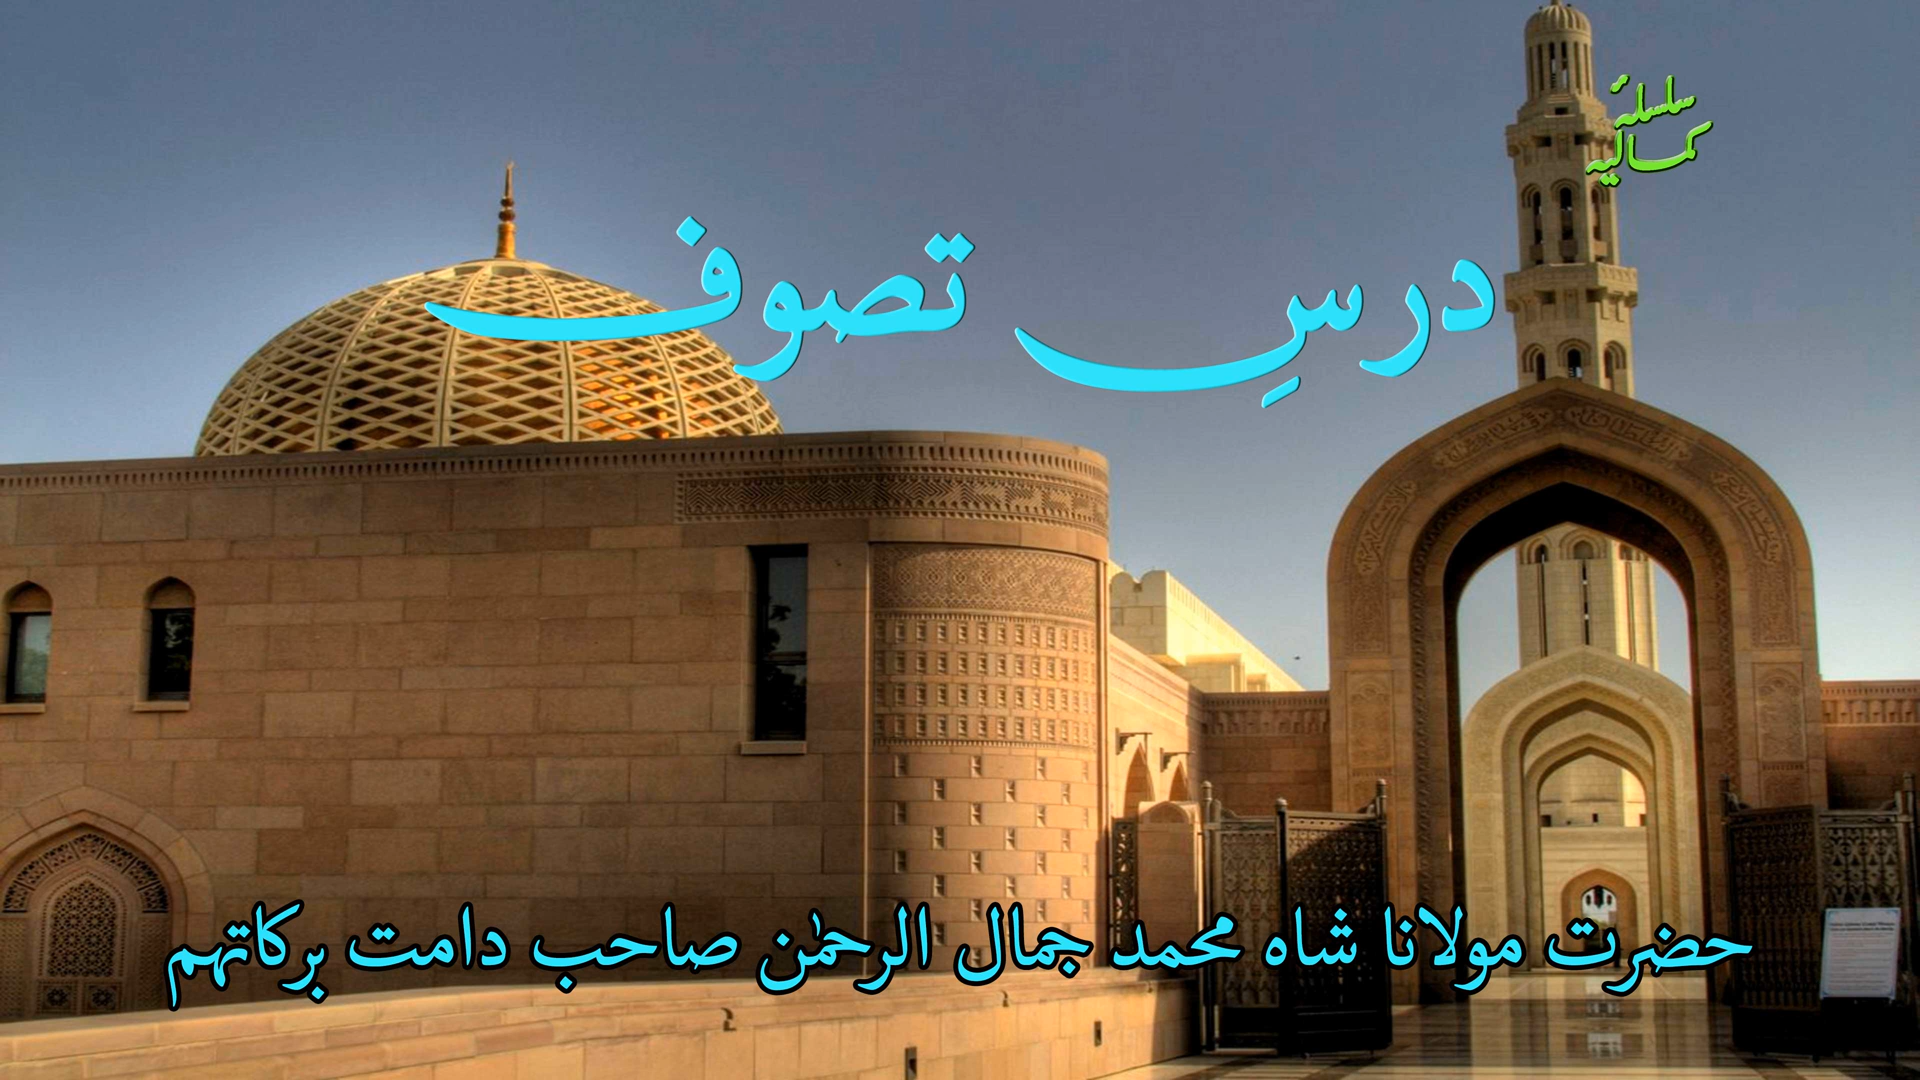 سلسلۂ
کمالیہ
درسِ تصوف
حضرت مولانا شاہ محمد جمال الرحمٰن صاحب دامت برکاتہم